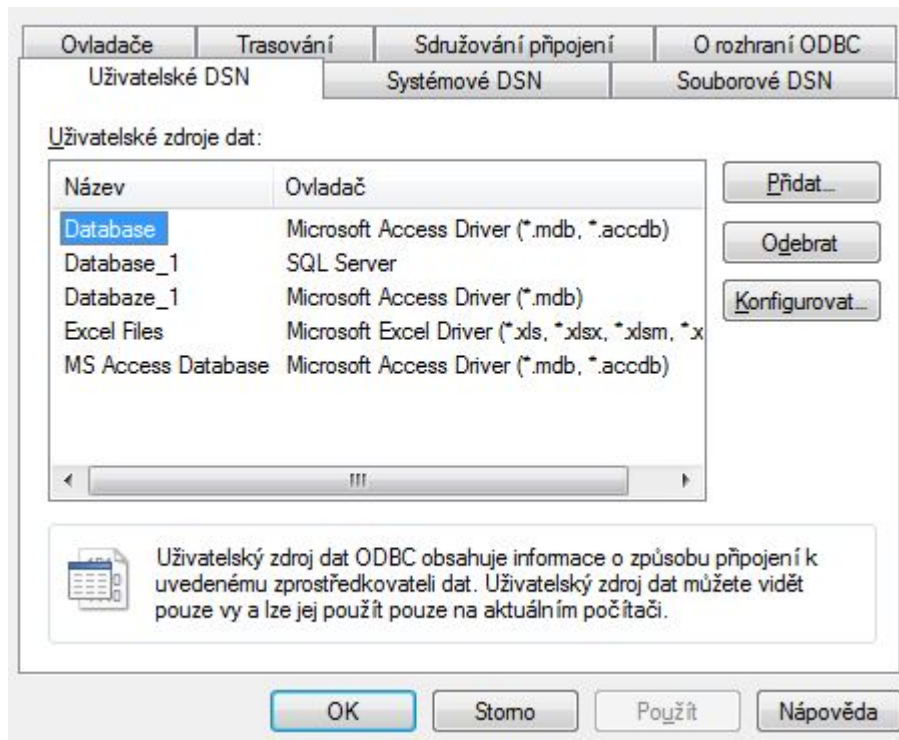 Ovladače Trasování Sdružování připojení O rozhraní ODBC
Uživatelské DSN Systémové DSN Souborové DSN
Uživatelské zdroje dat:
Název Ovladač
Přidat...
Database Microsoft Access Driver (*.mdb, *.accdb)
Odebrat
Database_1 SQL Server
Databaze_1 Microsoft Access Driver (*.mdb)
Konfigurovat...
Excel Files Microsoft Excel Driver (*.xls, *.xlsx, *.xlsm, *.x
MS Access Database Microsoft Access Driver (*.mdb, *.accdb)
Uživatelský zdroj dat ODBC obsahuje informace o způsobu připojení k
uvedenému zprostředkovateli dat. Uživatelský zdroj dat můžete vidět
pouze vy a lze jej použít pouze na aktuálním počítači.
OK Storno Použít Nápověda